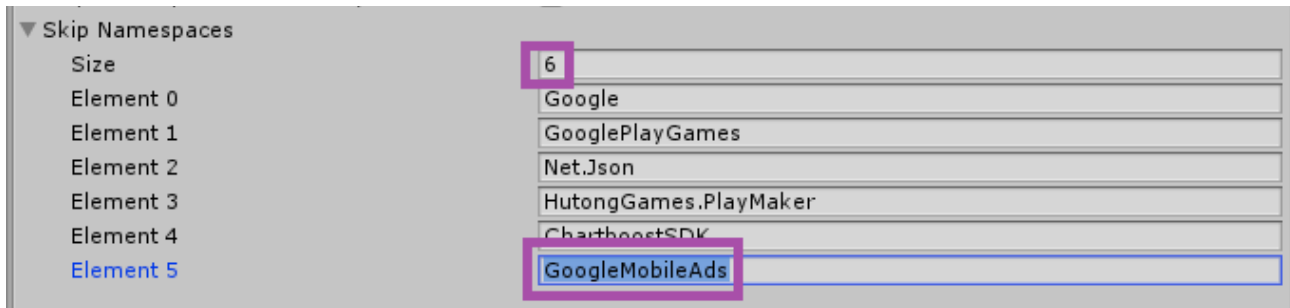 Skip Namespaces
Size 6
Element 0 Google
Element 1 GooglePlayGames
Element 2 Net.Json
Element 3 HutongGames.PlayMaker
Element 4 ChartboostSDK
Element 5 GoogleMobileAds